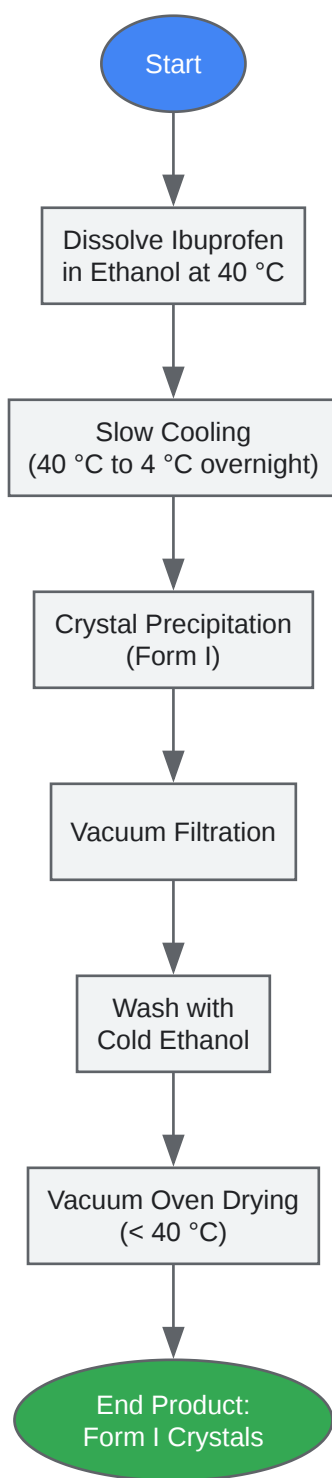 Start
Dissolve Ibuprofen
in Ethanol at 40 °C
Slow Cooling
(40 °C to 4 °C overnight)
Crystal Precipitation
(Form I)
Vacuum Filtration
Wash with
Cold Ethanol
Vacuum Oven Drying
(< 40 °C)
End Product:
Form I Crystals